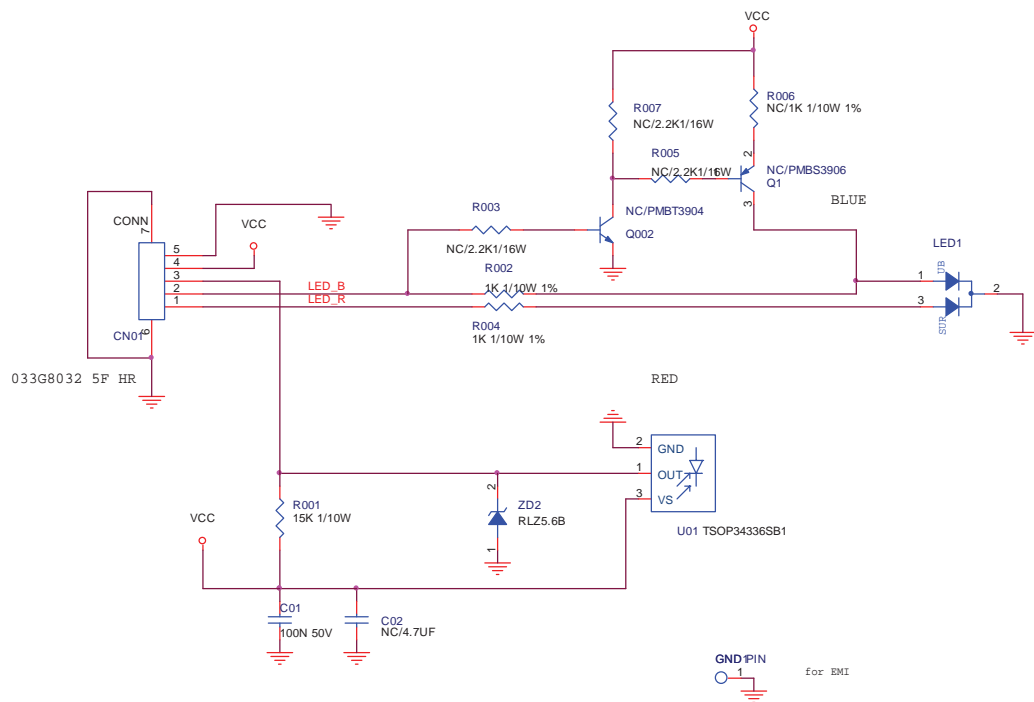 VCC
R006
NC/1K 1/10W 1%
R007
NC/2.2K1/16W
R005
NC/2.2K1/16W
1
2
NC/PMBS3906
Q1
3
BLUE
CONN
7
VCC
R003
NC/2.2K1/16W
NC/PMBT3904
Q002
LED1
5
4
3
2
1
LED_B
LED_R
R002
1K 1/10W 1%
R004
1K 1/10W 1%
1
UB
2
3
SUR
CN01
6
033G8032 5F HR
RED
2
GND
1
OUT
3
VS
U01 TSOP34336SB1
R001
15K 1/10W
2
ZD2
RLZ5.6B
1
VCC
C01
100N 50V
C02
NC/4.7UF
GND1PIN
1
for EMI